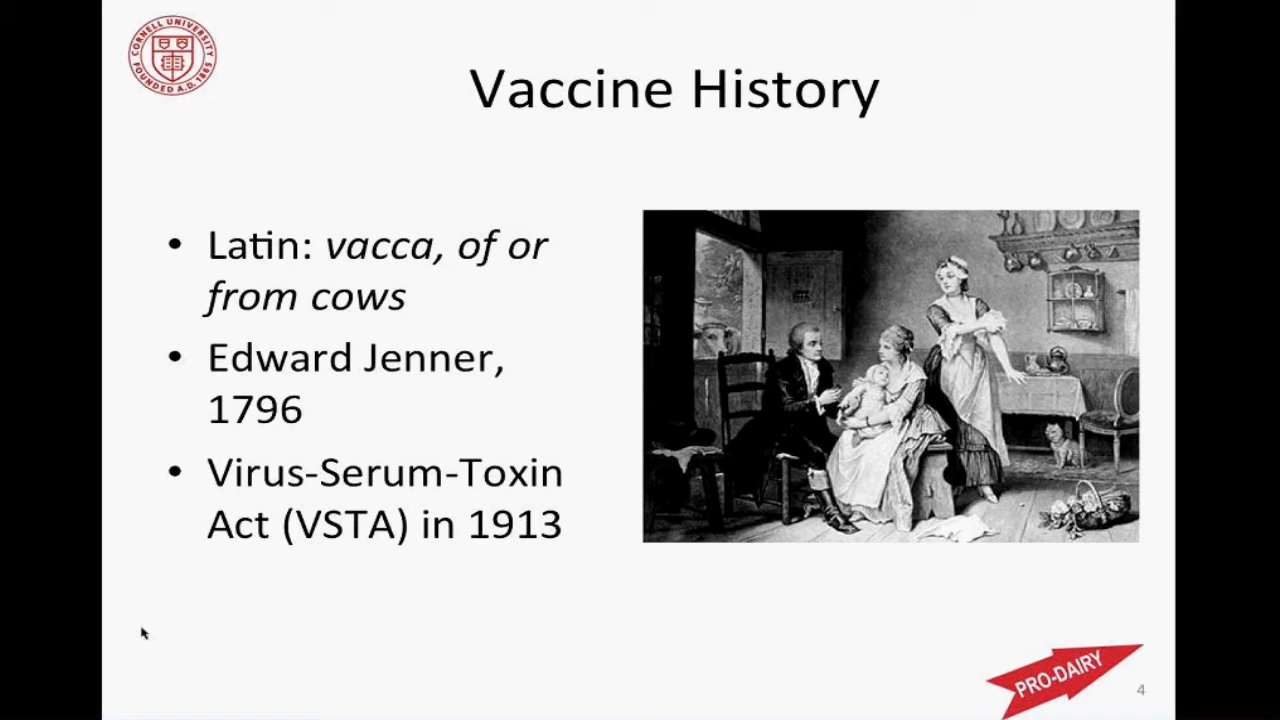 CORNELL UNIVERSITY
FOUNDED A.D. 1865
Vaccine History
• Latin: vacca, of or
from cows
• Edward Jenner,
1796
• Virus-Serum-Toxin
Act (VSTA) in 1913
PRO-DAIRY
4